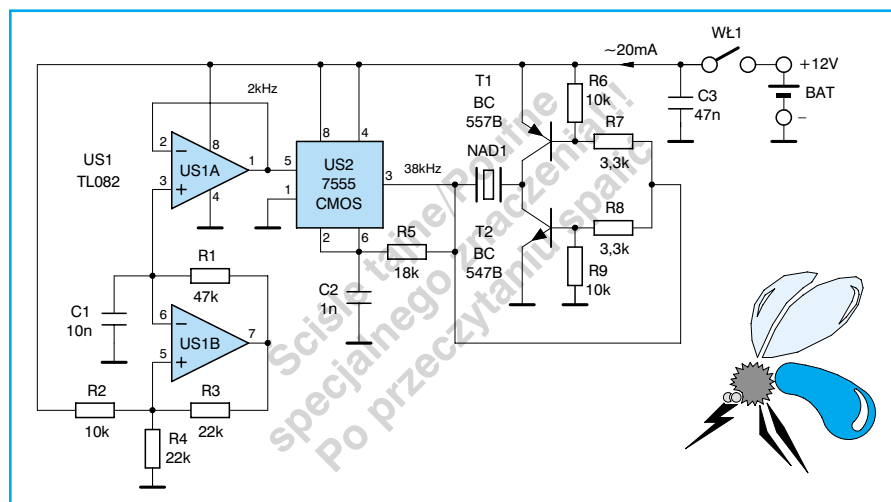 ~20mA
WŁ1
+12V
BAT
–
C3
47n
2kHz
T1
BC
557B
R6
10k
R7
3,3k
US1
TL082
2
3
8
1
4
US1A
8
4
5
1
3
2
6
US2
7555
CMOS
38kHz
NAD1
R5
18k
T2
BC
547B
R8
3,3k
R9
10k
C2
1n
R1
47k
C1
10n
6
5
7
US1B
R2
10k
R3
22k
R4
22k
Ściśle tajne/Poufne
specjalnego znaczenia!!
Po przeczytaniu spalić